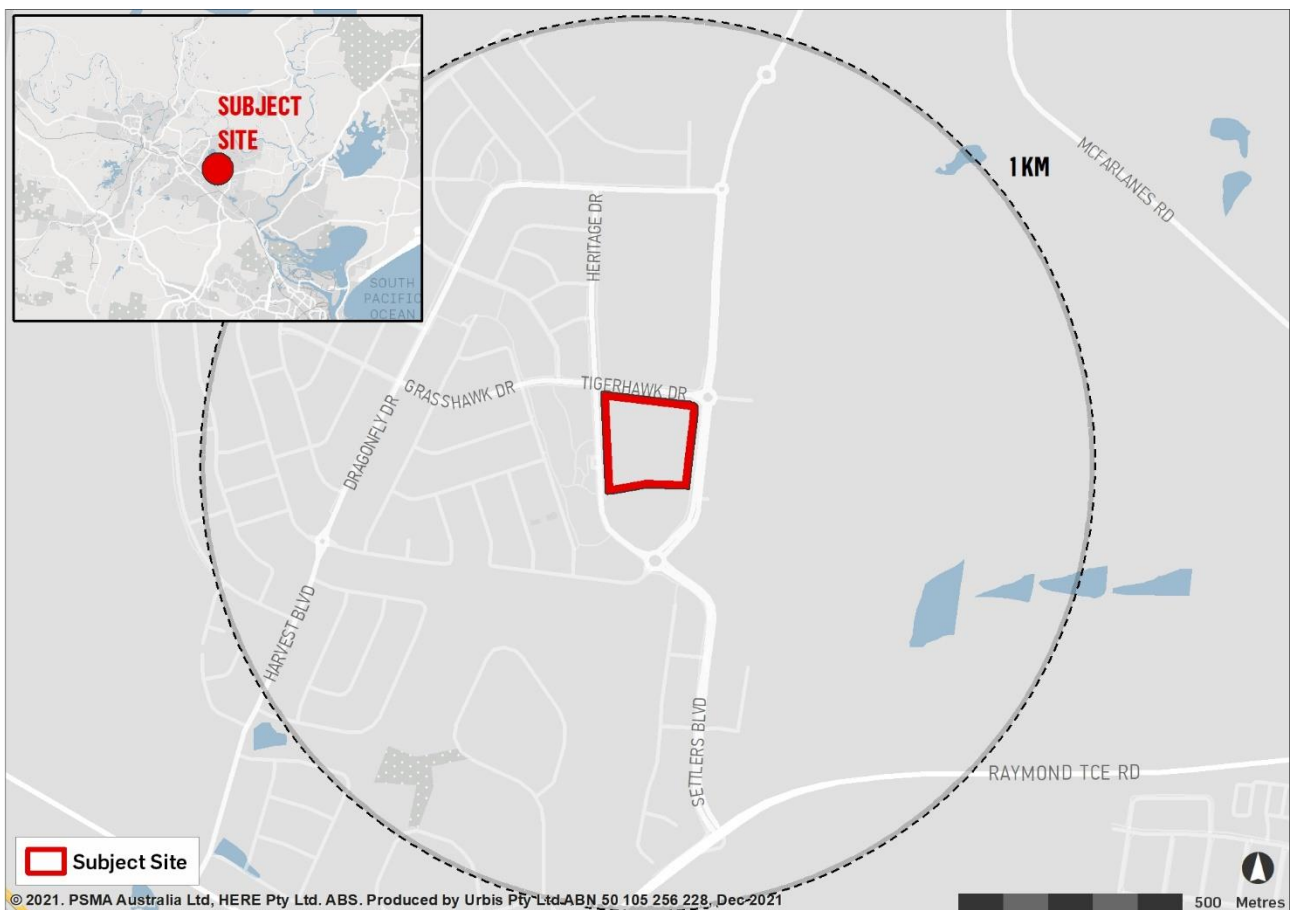 SUBJECT
SITE
SOUTH
PACIFIC
OCEAN
1 KM
MCFARLANES RD
HERITAGE DR
TIGERHAWK DR
GRASSHAWK DR
DRAGONFLY DR
HARVEST BLVD
SETTLERS BLVD
RAYMOND TCE RD
Subject Site
© 2021. PSMA Australia Ltd, HERE Pty Ltd. ABS. Produced by Urbis Pty Ltd ABN 50 105 256 228, Dec 2021
500 Metres